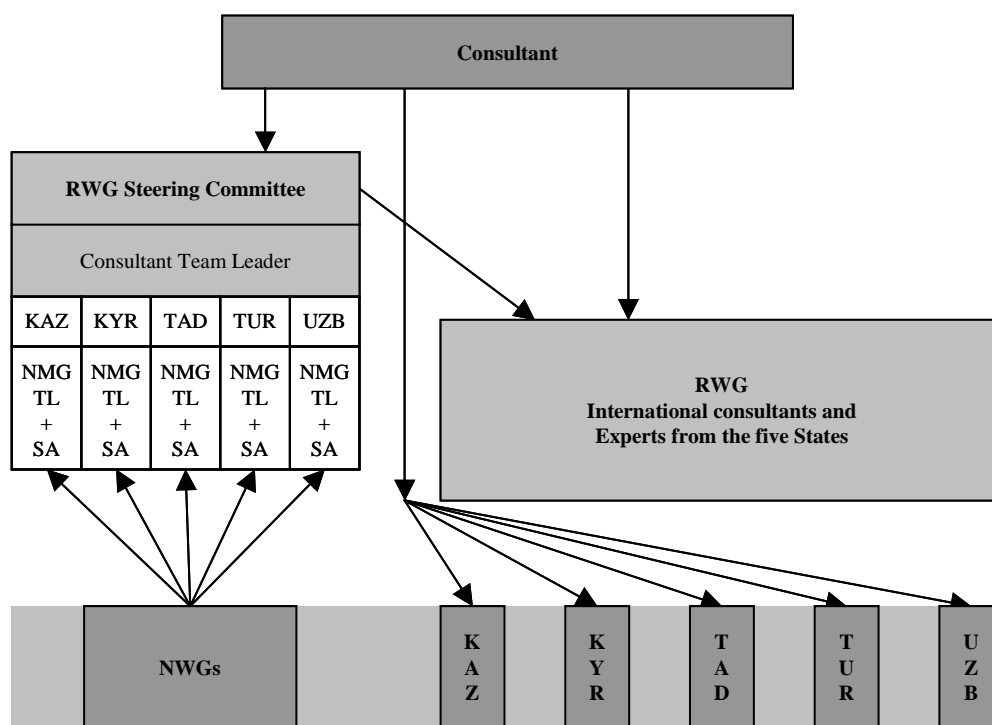 Consultant
RWG Steering Committee
Consultant Team Leader
KAZ KYR TAD TUR UZB
NMG NMG NMG NMG NMG
TL TL TL TL TL
+ + + + +
SA SA SA SA SA
RWG
International consultants and
Experts from the five States
NWGs
K
A
Z
K
Y
R
T
A
D
T
U
R
U
Z
B